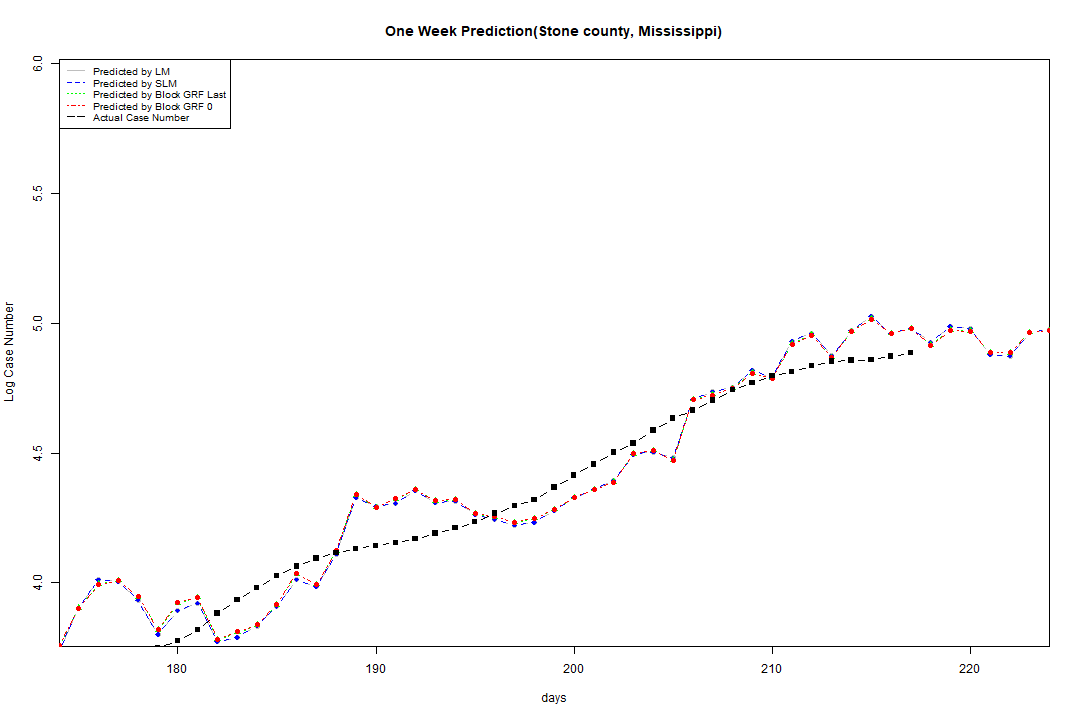 One Week Prediction(Stone county, Mississippi)
Predicted by LM
Predicted by SLM
Predicted by Block GRF Last
Predicted by Block GRF 0
Actual Case Number
6.0
5.5
5.0
4.5
4.0
Log Case Number
180 190 200 210 220
days